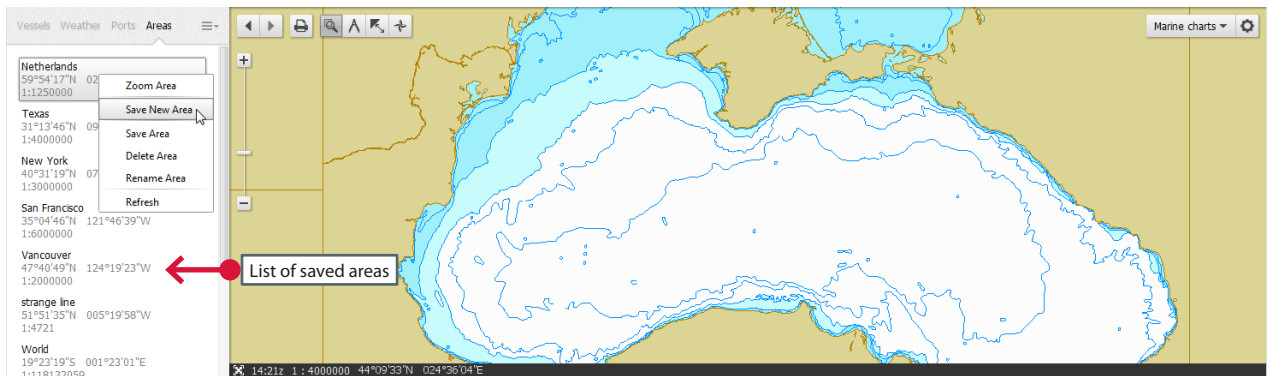 Vessels Weather Ports Areas
Marine charts
Netherlands
59°54'17"N 02
1:1250000
Zoom Area
Save New Area
Save Area
Delete Area
Rename Area
Refresh
Texas
31°13'46"N 09
1:4000000
New York
40°31'19"N 07
1:3000000
San Francisco
35°04'46"N 121°46'39"W
1:6000000
Vancouver
47°40'49"N 124°19'23"W
1:2000000
List of saved areas
strange line
51°51'35"N 005°19'58"W
1:4721
World
19°23'19"S 001°23'01"E
1:118132059
14:21z 1 : 4000000 44°09'33"N 024°36'04"E